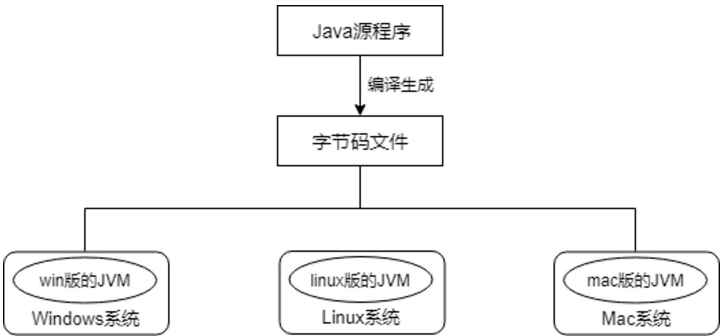 Java源程序
编译生成
字节码文件
win版的JVM
Windows系统
linux版的JVM
Linux系统
mac版的JVM
Mac系统